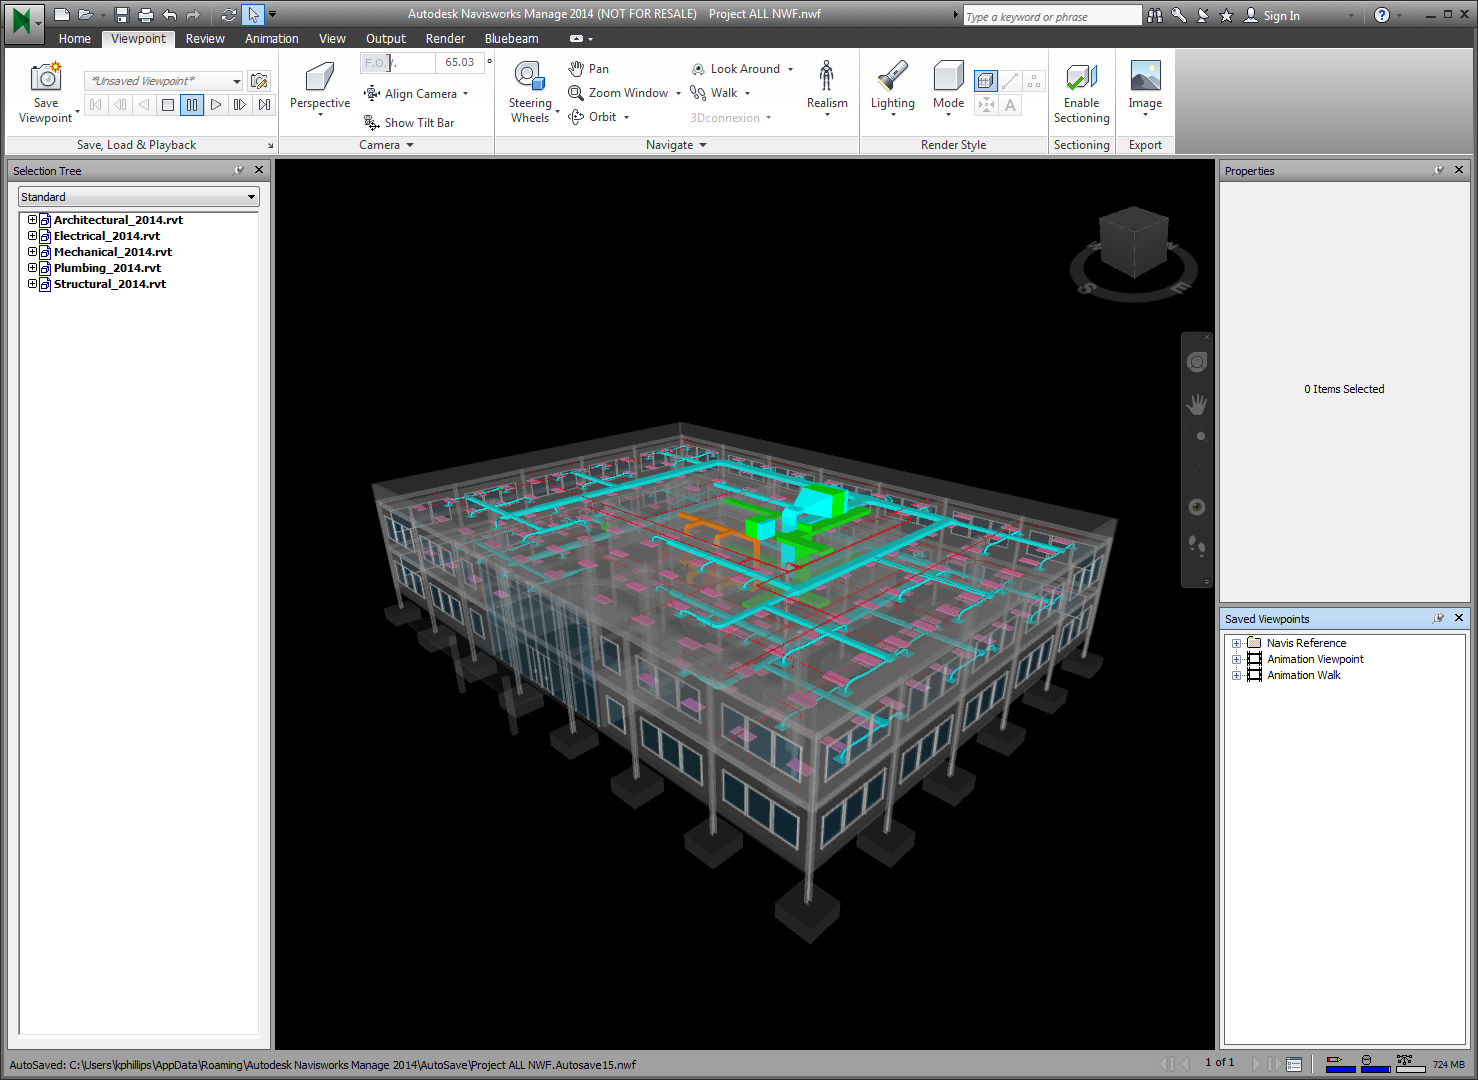 Autodesk Navisworks Manage 2014 (NOT FOR RESALE) Project ALL NWF.nwf
Type a keyword or phrase
Sign In
Home Viewpoint Review Animation View Output Render Bluebeam
Save Viewpoint
*Unsaved Viewpoint*
Save, Load & Playback
Perspective
F.O.V. 65.03 °
Align Camera
Show Tilt Bar
Camera
Steering Wheels
Pan
Zoom Window
Orbit
Look Around
Walk
3Dconnexion
Realism
Navigate
Lighting
Mode
A
Render Style
Enable Sectioning
Sectioning
Image
Export
Selection Tree
Standard
Architectural_2014.rvt
Electrical_2014.rvt
Mechanical_2014.rvt
Plumbing_2014.rvt
Structural_2014.rvt
W N
S E
Properties
0 Items Selected
Saved Viewpoints
Navis Reference
Animation Viewpoint
Animation Walk
AutoSaved: C:\Users\kphillips\AppData\Roaming\Autodesk Navisworks Manage 2014\AutoSave\Project ALL NWF.Autosave15.nwf
1 of 1
724 MB